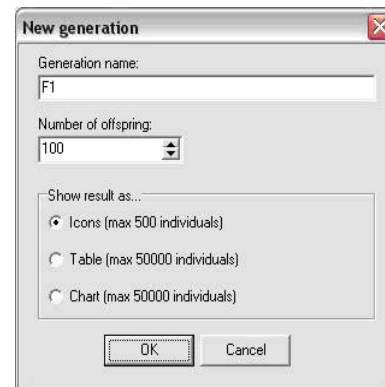 New generation
Generation name:
F1
Number of offspring:
100
Show result as...
Icons (max 500 individuals)
Table (max 50000 individuals)
Chart (max 50000 individuals)
OK
Cancel